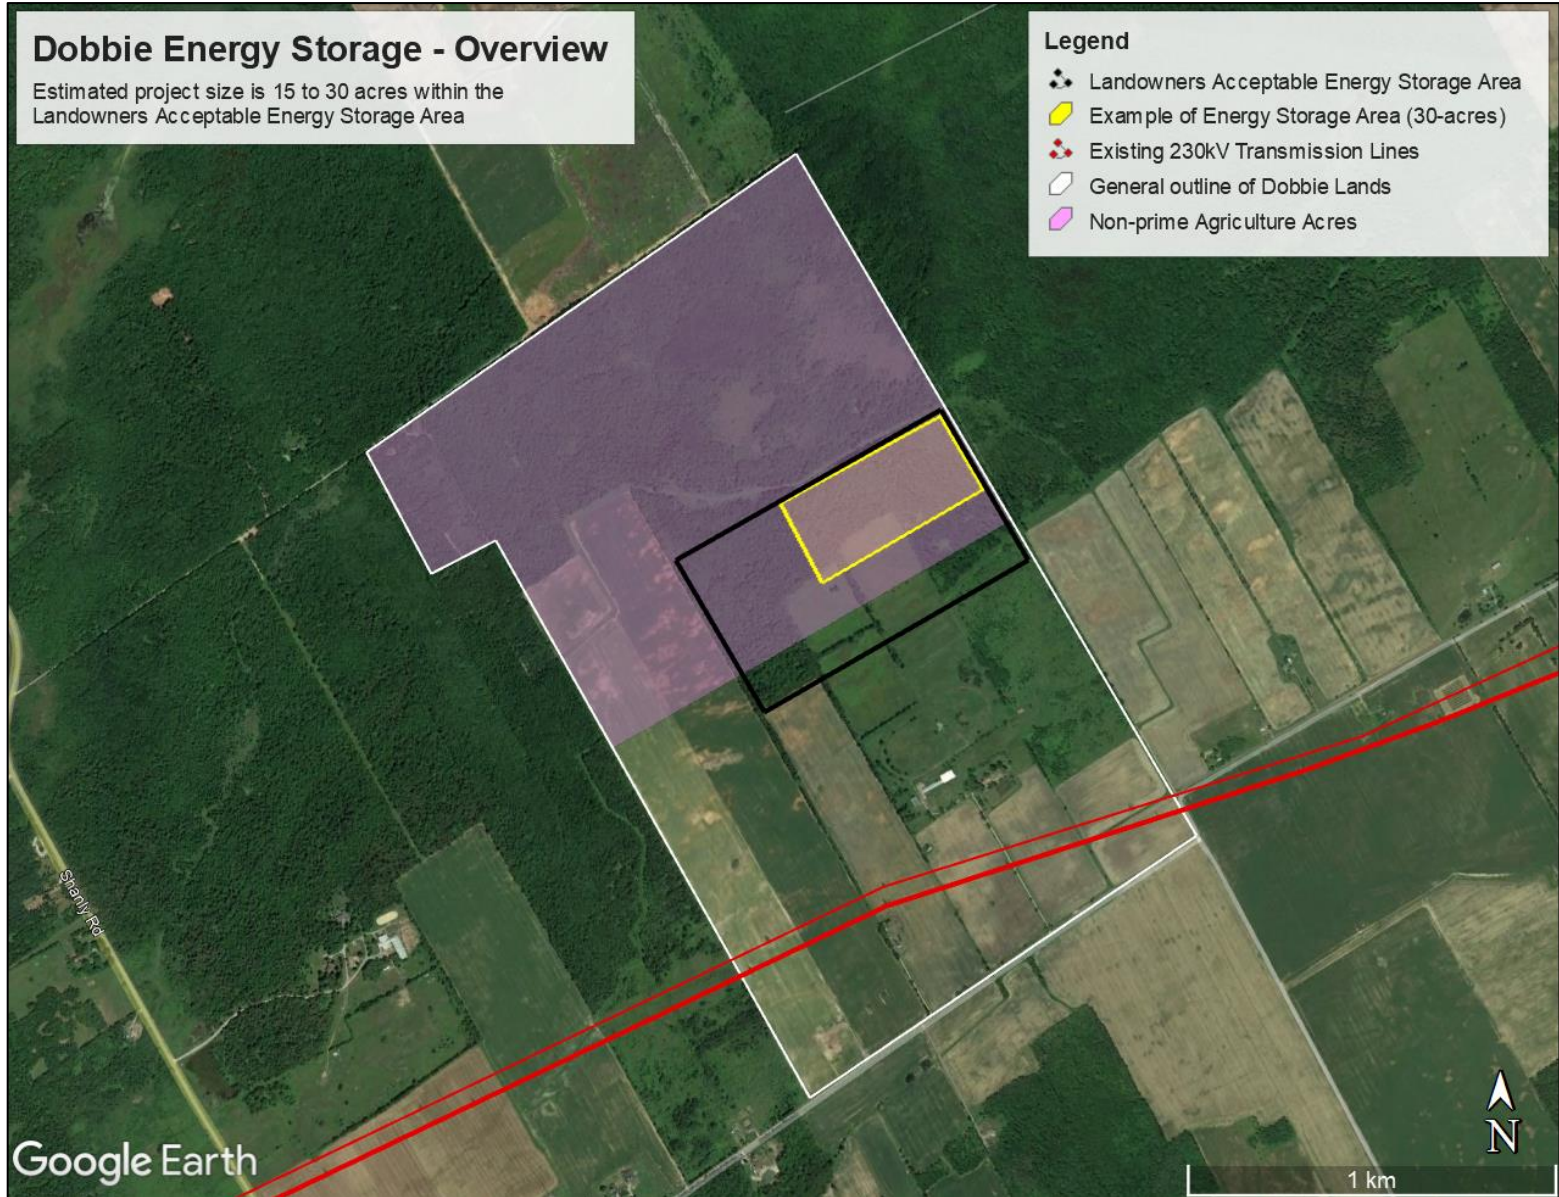 Dobbie Energy Storage - Overview
Estimated project size is 15 to 30 acres within the
Landowners Acceptable Energy Storage Area
Legend
Landowners Acceptable Energy Storage Area
Example of Energy Storage Area (30-acres)
Existing 230kV Transmission Lines
General outline of Dobbie Lands
Non-prime Agriculture Acres
Shanly Rd
Google Earth
N
1 km